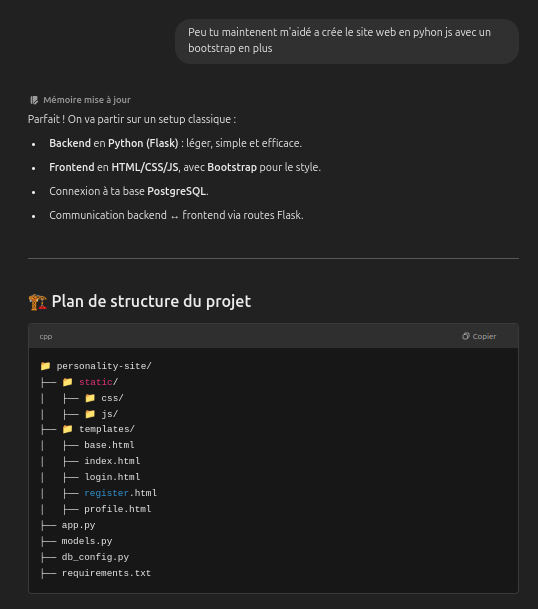 Peu tu maintenent m'aidé a crée le site web en pyhon js avec un
bootstrap en plus
Mémoire mise à jour
Parfait ! On va partir sur un setup classique :
• Backend en Python (Flask) : léger, simple et efficace.
• Frontend en HTML/CSS/JS, avec Bootstrap pour le style.
• Connexion à ta base PostgreSQL.
• Communication backend ↔ frontend via routes Flask.
🏗️ Plan de structure du projet
cpp Copier
📁 personality-site/
├── 📁 static/
│   ├── 📁 css/
│   ├── 📁 js/
├── 📁 templates/
│   ├── base.html
│   ├── index.html
│   ├── login.html
│   ├── register.html
│   ├── profile.html
├── app.py
├── models.py
├── db_config.py
├── requirements.txt